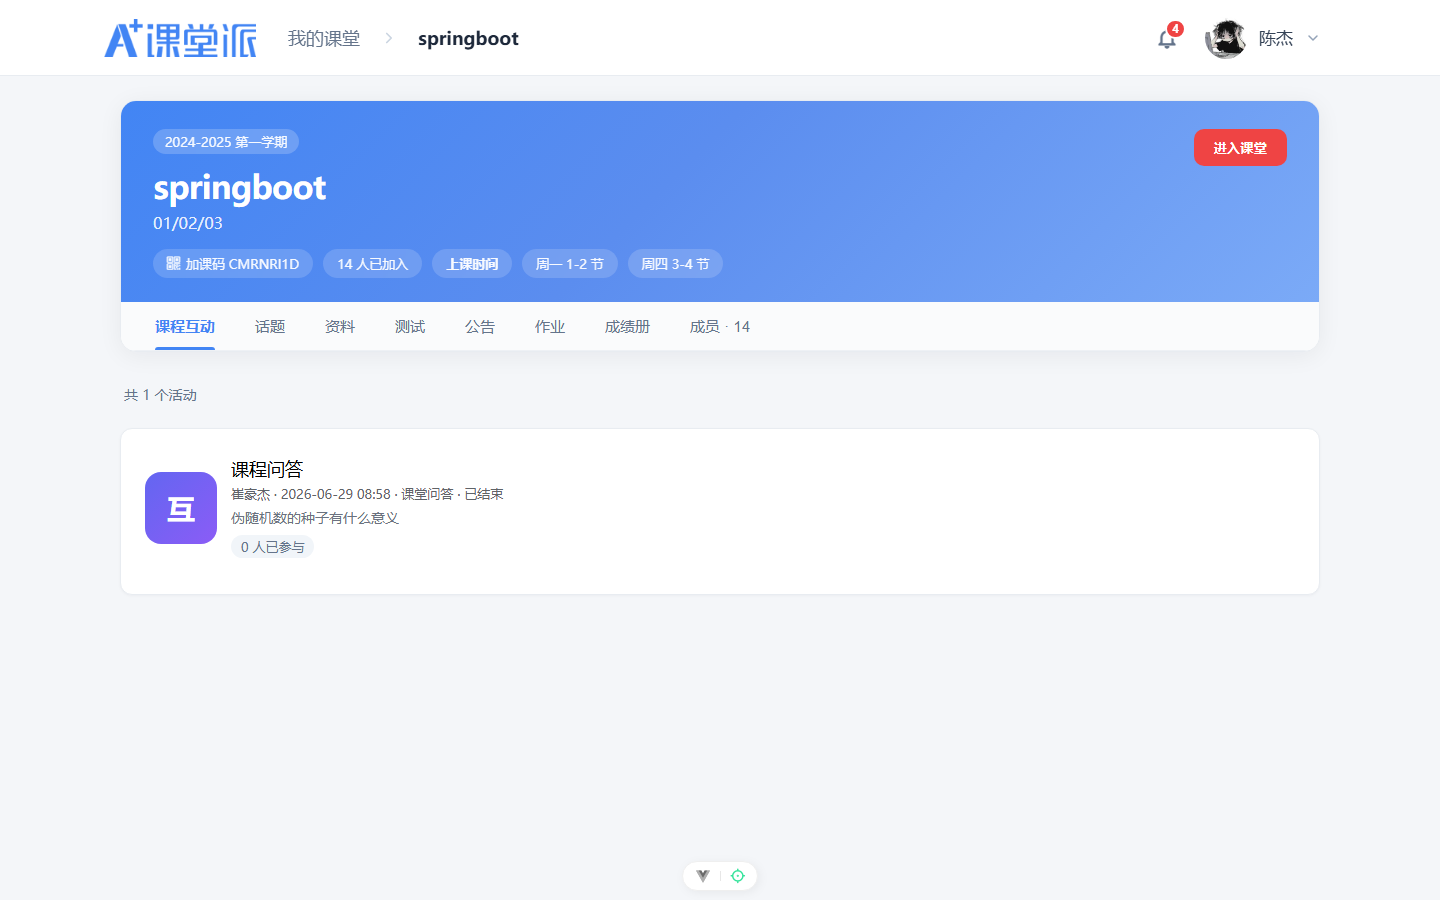 A+课堂派 我的课堂 springboot 4 陈杰
2024-2025 第一学期
进入课堂
springboot
01/02/03
加课码 CMRNRI1D 14 人已加入 上课时间 周一 1-2 节 周四 3-4 节
课程互动 话题 资料 测试 公告 作业 成绩册 成员 · 14
共 1 个活动
课程问答
互
崔豪杰 · 2026-06-29 08:58 · 课堂问答 · 已结束
伪随机数的种子有什么意义
0 人已参与